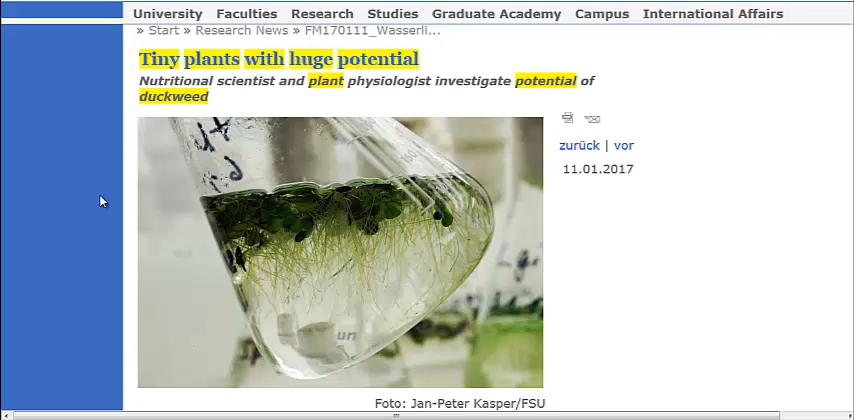 University Faculties Research Studies Graduate Academy Campus International Affairs
» Start » Research News » FM170111_Wasserli...
Tiny plants with huge potential
Nutritional scientist and plant physiologist investigate potential of
duckweed
zurück | vor
11.01.2017
Foto: Jan-Peter Kasper/FSU